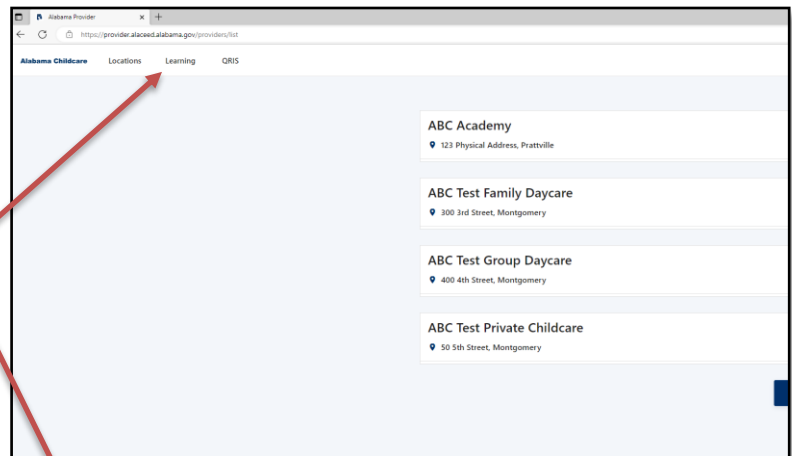 Alabama Provider
https://provider.alaceed.alabama.gov/providers/list
Alabama Childcare Locations Learning QRIS
ABC Academy
123 Physical Address, Prattville
ABC Test Family Daycare
300 3rd Street, Montgomery
ABC Test Group Daycare
400 4th Street, Montgomery
ABC Test Private Childcare
50 5th Street, Montgomery